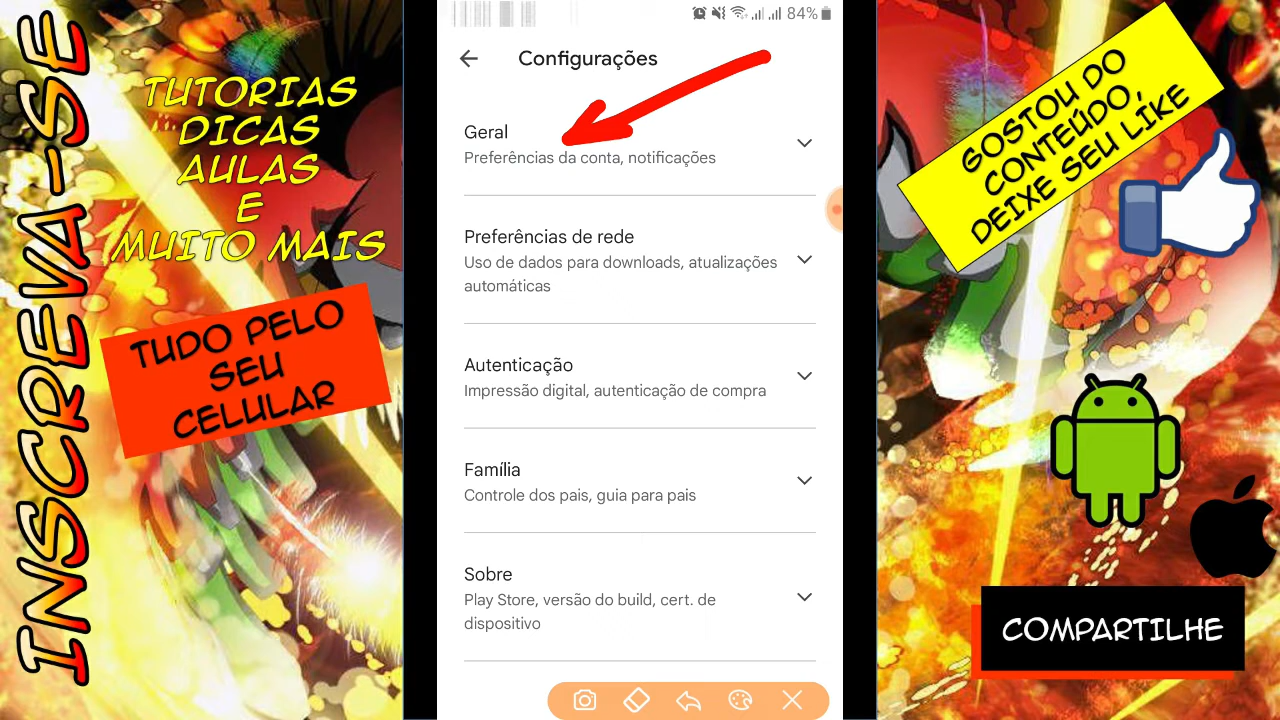 INSCREVA-SE
TUTORIAS
DICAS
AULAS
E
MUITO MAIS
TUDO PELO
SEU
CELULAR
84%
Configurações
Geral
Preferências da conta, notificações
Preferências de rede
Uso de dados para downloads, atualizações
automáticas
Autenticação
Impressão digital, autenticação de compra
Família
Controle dos pais, guia para pais
Sobre
Play Store, versão do build, cert. de
dispositivo
GOSTOU DO
CONTEÚDO,
DEIXE SEU LIKE
COMPARTILHE